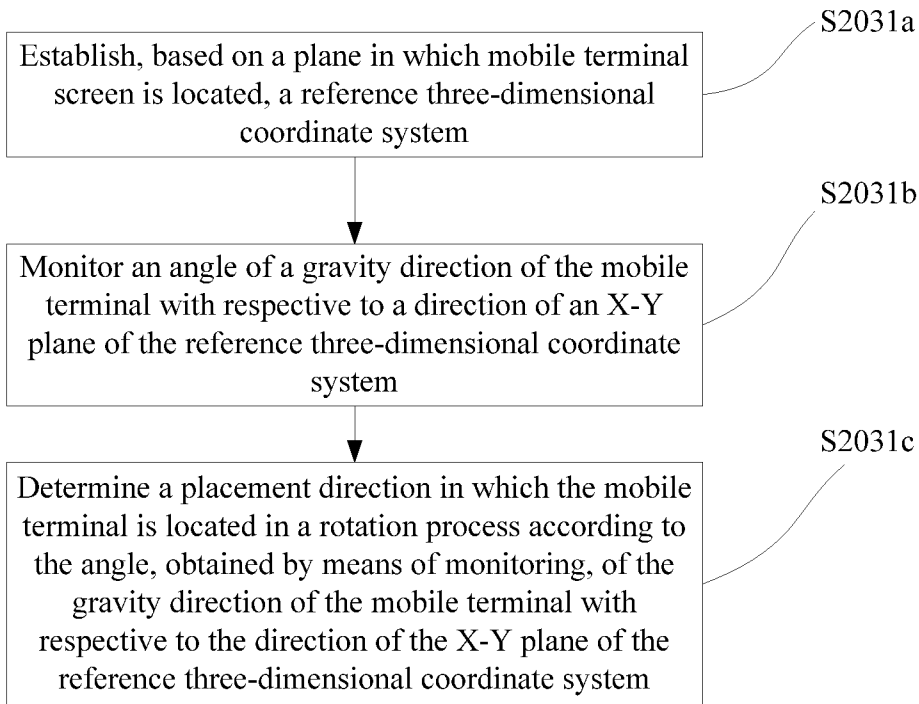 S2031a
Establish, based on a plane in which mobile terminal
screen is located, a reference three-dimensional
coordinate system
S2031b
Monitor an angle of a gravity direction of the mobile
terminal with respective to a direction of an X-Y
plane of the reference three-dimensional coordinate
system
S2031c
Determine a placement direction in which the mobile
terminal is located in a rotation process according to
the angle, obtained by means of monitoring, of the
gravity direction of the mobile terminal with
respective to the direction of the X-Y plane of the
reference three-dimensional coordinate system